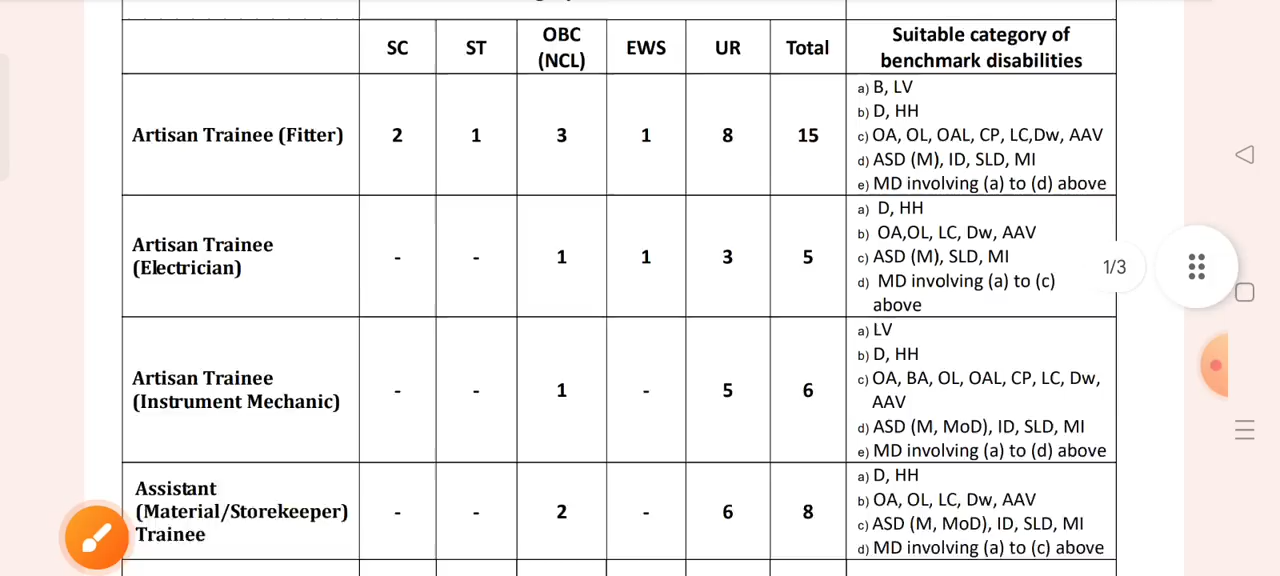 SC ST OBC (NCL) EWS UR Total Suitable category of benchmark disabilities
Artisan Trainee (Fitter) 2 1 3 1 8 15
a) B, LV
b) D, HH
c) OA, OL, OAL, CP, LC,Dw, AAV
d) ASD (M), ID, SLD, MI
e) MD involving (a) to (d) above
Artisan Trainee
(Electrician)
- - 1 1 3 5
a) D, HH
b) OA,OL, LC, Dw, AAV
c) ASD (M), SLD, MI
d) MD involving (a) to (c)
above
1/3
Artisan Trainee
(Instrument Mechanic)
- - 1 - 5 6
a) LV
b) D, HH
c) OA, BA, OL, OAL, CP, LC, Dw,
AAV
d) ASD (M, MoD), ID, SLD, MI
e) MD involving (a) to (d) above
Assistant
(Material/Storekeeper)
Trainee
- - 2 - 6 8
a) D, HH
b) OA, OL, LC, Dw, AAV
c) ASD (M, MoD), ID, SLD, MI
d) MD involving (a) to (c) above